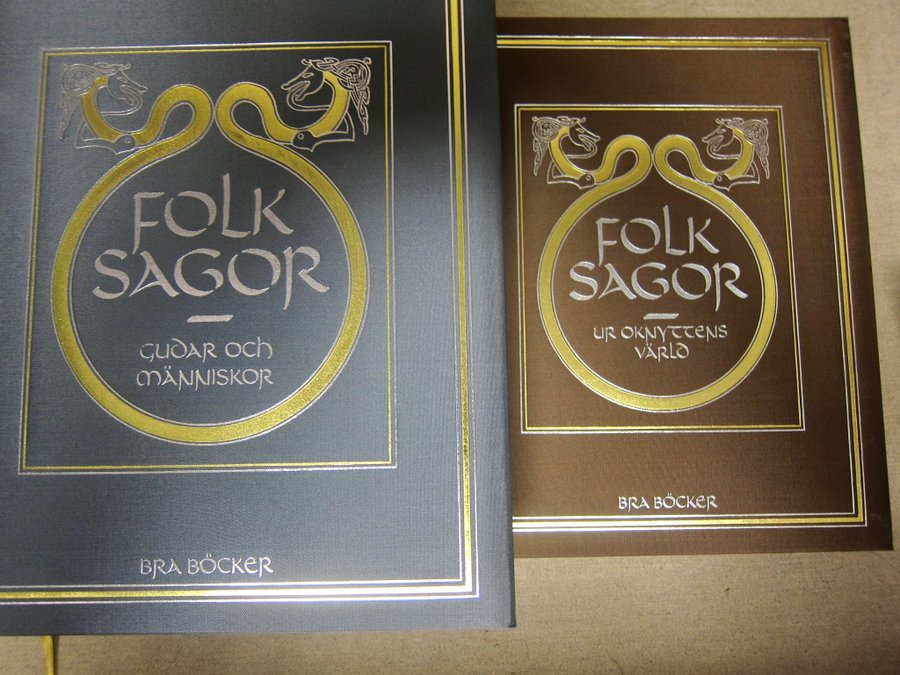 FOLK
SAGOR
GUDAR OCH
MÄNNISKOR
BRA BÖCKER
FOLK
SAGOR
UR OKNYTTENS
VÄRLD
BRA BÖCKER